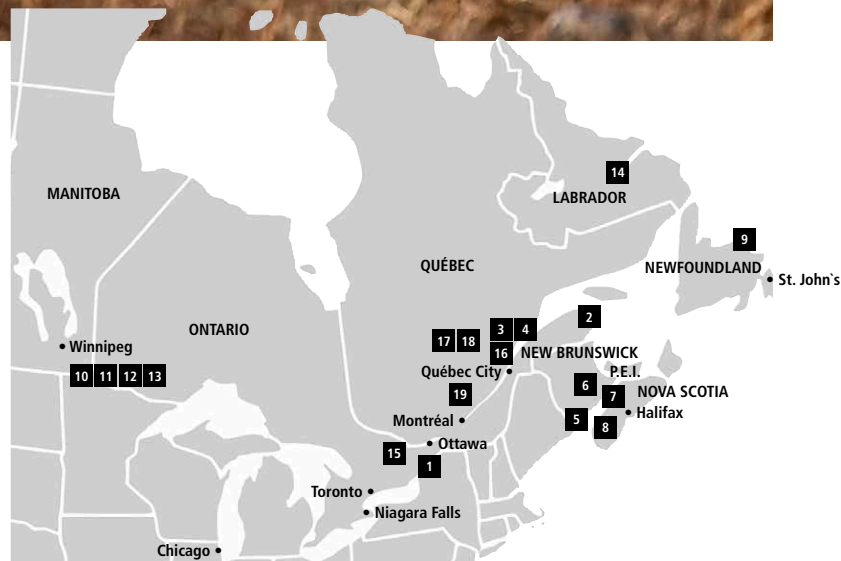 14
MANITOBA
LABRADOR
9
QUÉBEC
NEWFOUNDLAND
• St. John`s
2
3 4
ONTARIO
17 18
• Winnipeg
16 NEW BRUNSWICK
Québec City •
P.E.I.
10 11 12 13
6
7 NOVA SCOTIA
19
• Halifax
Montréal •
5
8
• Ottawa
15
1
Toronto •
• Niagara Falls
Chicago •